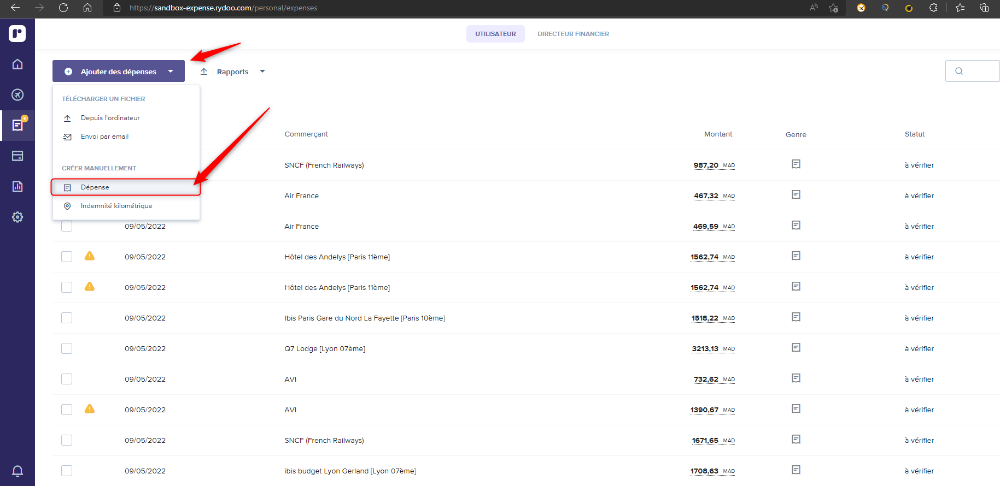 https://sandbox-expense.rydoo.com/personal/expenses
UTILISATEUR DIRECTEUR FINANCIER
Ajouter des dépenses Rapports
TÉLÉCHARGER UN FICHIER
Depuis l'ordinateur
Envoi par email
CRÉER MANUELLEMENT
Dépense
Indemnité kilométrique
Commerçant Montant Genre Statut
SNCF (French Railways) 987,20 MAD à vérifier
Air France 467,32 MAD à vérifier
09/05/2022 Air France 469,59 MAD à vérifier
09/05/2022 Hôtel des Andelys [Paris 11ème] 1562,74 MAD à vérifier
09/05/2022 Hôtel des Andelys [Paris 11ème] 1562,74 MAD à vérifier
09/05/2022 Ibis Paris Gare du Nord La Fayette [Paris 10ème] 1518,22 MAD à vérifier
09/05/2022 Q7 Lodge [Lyon 07ème] 3213,13 MAD à vérifier
09/05/2022 AVI 732,62 MAD à vérifier
09/05/2022 AVI 1390,67 MAD à vérifier
09/05/2022 SNCF (French Railways) 1671,65 MAD à vérifier
09/05/2022 ibis budget Lyon Gerland [Lyon 07ème] 1708,63 MAD à vérifier